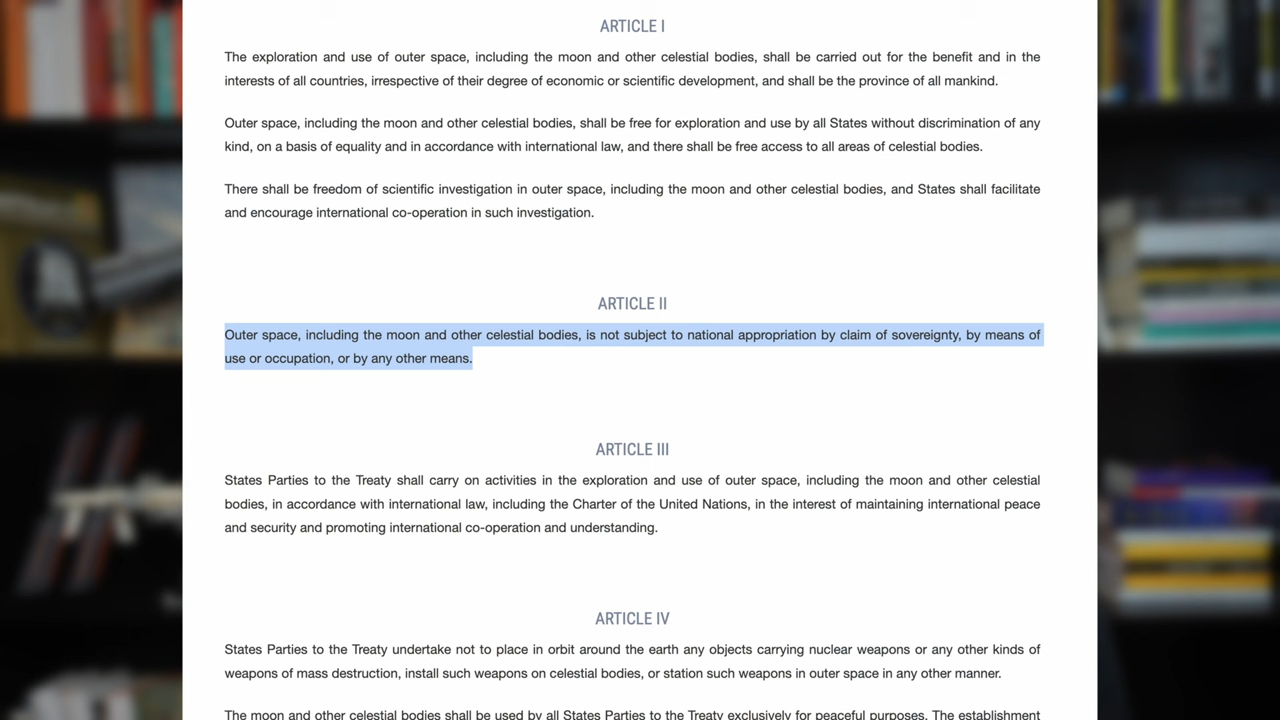 ARTICLE I
The exploration and use of outer space, including the moon and other celestial bodies, shall be carried out for the benefit and in the
interests of all countries, irrespective of their degree of economic or scientific development, and shall be the province of all mankind.
Outer space, including the moon and other celestial bodies, shall be free for exploration and use by all States without discrimination of any
kind, on a basis of equality and in accordance with international law, and there shall be free access to all areas of celestial bodies.
There shall be freedom of scientific investigation in outer space, including the moon and other celestial bodies, and States shall facilitate
and encourage international co-operation in such investigation.
ARTICLE II
Outer space, including the moon and other celestial bodies, is not subject to national appropriation by claim of sovereignty, by means of
use or occupation, or by any other means.
ARTICLE III
States Parties to the Treaty shall carry on activities in the exploration and use of outer space, including the moon and other celestial
bodies, in accordance with international law, including the Charter of the United Nations, in the interest of maintaining international peace
and security and promoting international co-operation and understanding.
ARTICLE IV
States Parties to the Treaty undertake not to place in orbit around the earth any objects carrying nuclear weapons or any other kinds of
weapons of mass destruction, install such weapons on celestial bodies, or station such weapons in outer space in any other manner.
The moon and other celestial bodies shall be used by all States Parties to the Treaty exclusively for peaceful purposes. The establishment